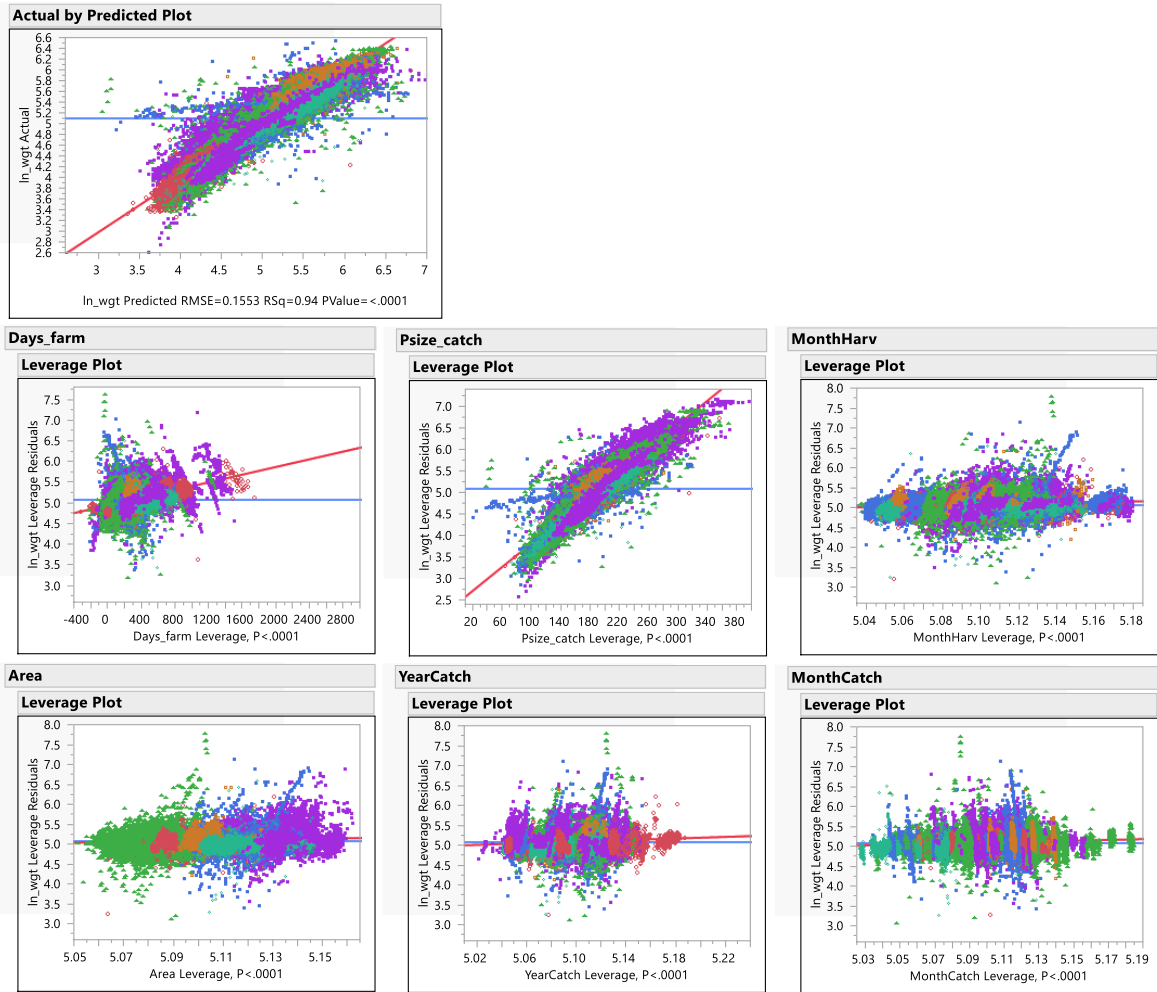 Actual by Predicted Plot
6.6
6.4
6.2
6
5.8
5.6
5.4
5.2
5
4.8
4.6
4.4
4.2
4
3.8
3.6
3.4
3.2
3
2.8
2.6
ln_wgt Actual
3 3.5 4 4.5 5 5.5 6 6.5 7
ln_wgt Predicted RMSE=0.1553 RSq=0.94 PValue=<.0001
Days_farm
Leverage Plot
7.5
7.0
6.5
6.0
5.5
5.0
4.5
4.0
3.5
3.0
ln_wgt Leverage Residuals
-400 0 400 800 1200 1600 2000 2400 2800
Days_farm Leverage, P<.0001
Psize_catch
Leverage Plot
7.0
6.5
6.0
5.5
5.0
4.5
4.0
3.5
3.0
2.5
ln_wgt Leverage Residuals
20 60 100 140 180 220 260 300 340 380
Psize_catch Leverage, P<.0001
MonthHarv
Leverage Plot
8.0
7.5
7.0
6.5
6.0
5.5
5.0
4.5
4.0
3.5
3.0
ln_wgt Leverage Residuals
5.04 5.06 5.08 5.10 5.12 5.14 5.16 5.18
MonthHarv Leverage, P<.0001
Area
Leverage Plot
8.0
7.5
7.0
6.5
6.0
5.5
5.0
4.5
4.0
3.5
3.0
ln_wgt Leverage Residuals
5.05 5.07 5.09 5.11 5.13 5.15
Area Leverage, P<.0001
YearCatch
Leverage Plot
8.0
7.5
7.0
6.5
6.0
5.5
5.0
4.5
4.0
3.5
3.0
ln_wgt Leverage Residuals
5.02 5.06 5.10 5.14 5.18 5.22
YearCatch Leverage, P<.0001
MonthCatch
Leverage Plot
8.0
7.5
7.0
6.5
6.0
5.5
5.0
4.5
4.0
3.5
3.0
ln_wgt Leverage Residuals
5.03 5.05 5.07 5.09 5.11 5.13 5.15 5.17 5.19
MonthCatch Leverage, P<.0001